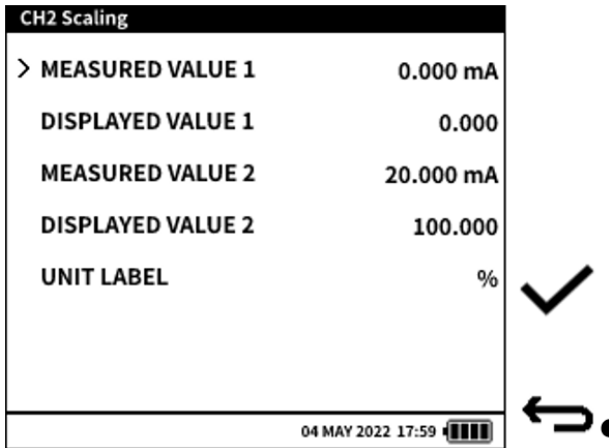 CH2 Scaling
> MEASURED VALUE 1 0.000 mA
DISPLAYED VALUE 1 0.000
MEASURED VALUE 2 20.000 mA
DISPLAYED VALUE 2 100.000
UNIT LABEL %
04 MAY 2022 17:59